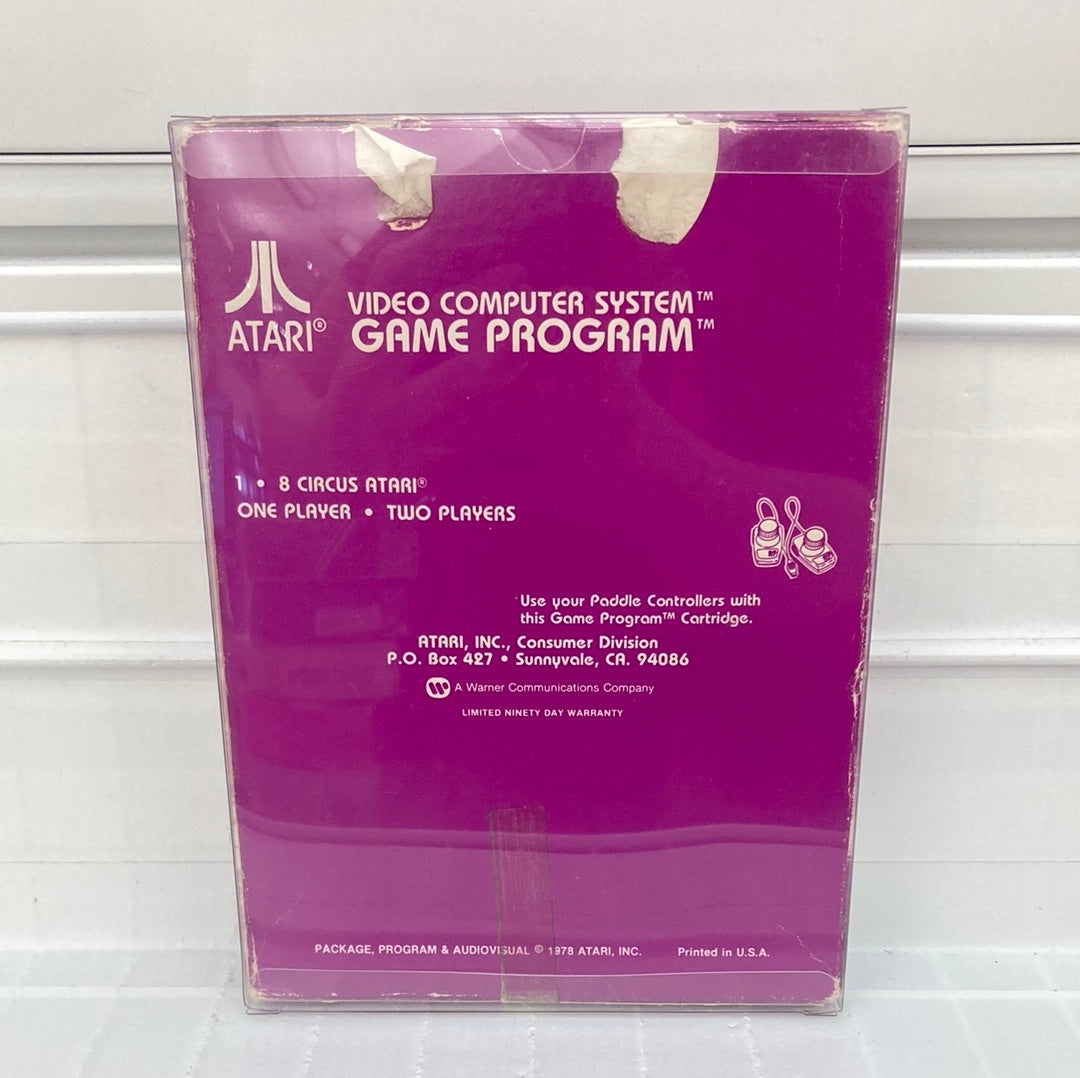 ATARI®
VIDEO COMPUTER SYSTEM™
GAME PROGRAM™
1 • 8 CIRCUS ATARI®
ONE PLAYER • TWO PLAYERS
Use your Paddle Controllers with
this Game Program™ Cartridge.
ATARI, INC., Consumer Division
P.O. Box 427 • Sunnyvale, CA. 94086
A Warner Communications Company
LIMITED NINETY DAY WARRANTY
PACKAGE, PROGRAM & AUDIOVISUAL © 1978 ATARI, INC. Printed in U.S.A.